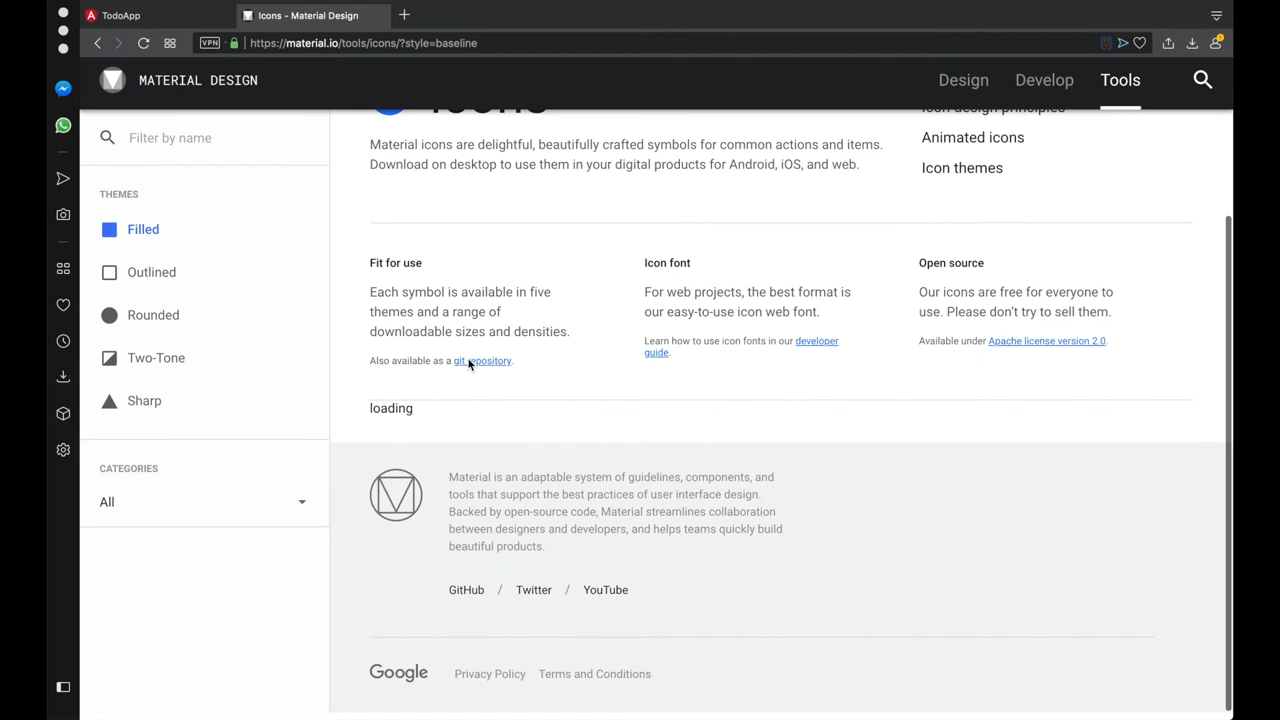 TodoApp
Icons - Material Design
VPN
https://material.io/tools/icons/?style=baseline
MATERIAL DESIGN
Design
Develop
Tools
Filter by name
THEMES
Filled
Outlined
Rounded
Two-Tone
Sharp
CATEGORIES
All
Icons
Material icons are delightful, beautifully crafted symbols for common actions and items.
Download on desktop to use them in your digital products for Android, iOS, and web.
Icon design principles
Animated icons
Icon themes
Fit for use
Each symbol is available in five
themes and a range of
downloadable sizes and densities.
Also available as a git repository.
Icon font
For web projects, the best format is
our easy-to-use icon web font.
Learn how to use icon fonts in our developer
guide.
Open source
Our icons are free for everyone to
use. Please don’t try to sell them.
Available under Apache license version 2.0.
loading
Material is an adaptable system of guidelines, components, and
tools that support the best practices of user interface design.
Backed by open-source code, Material streamlines collaboration
between designers and developers, and helps teams quickly build
beautiful products.
GitHub / Twitter / YouTube
Google
Privacy Policy
Terms and Conditions